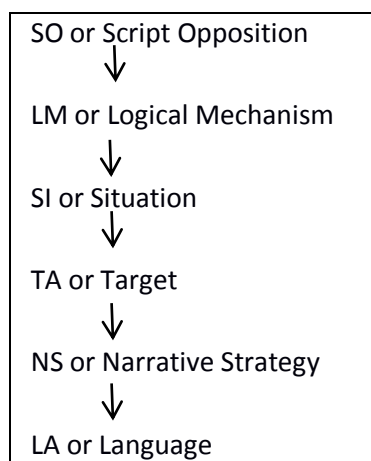 SO or Script Opposition
LM or Logical Mechanism
SI or Situation
TA or Target
NS or Narrative Strategy
LA or Language